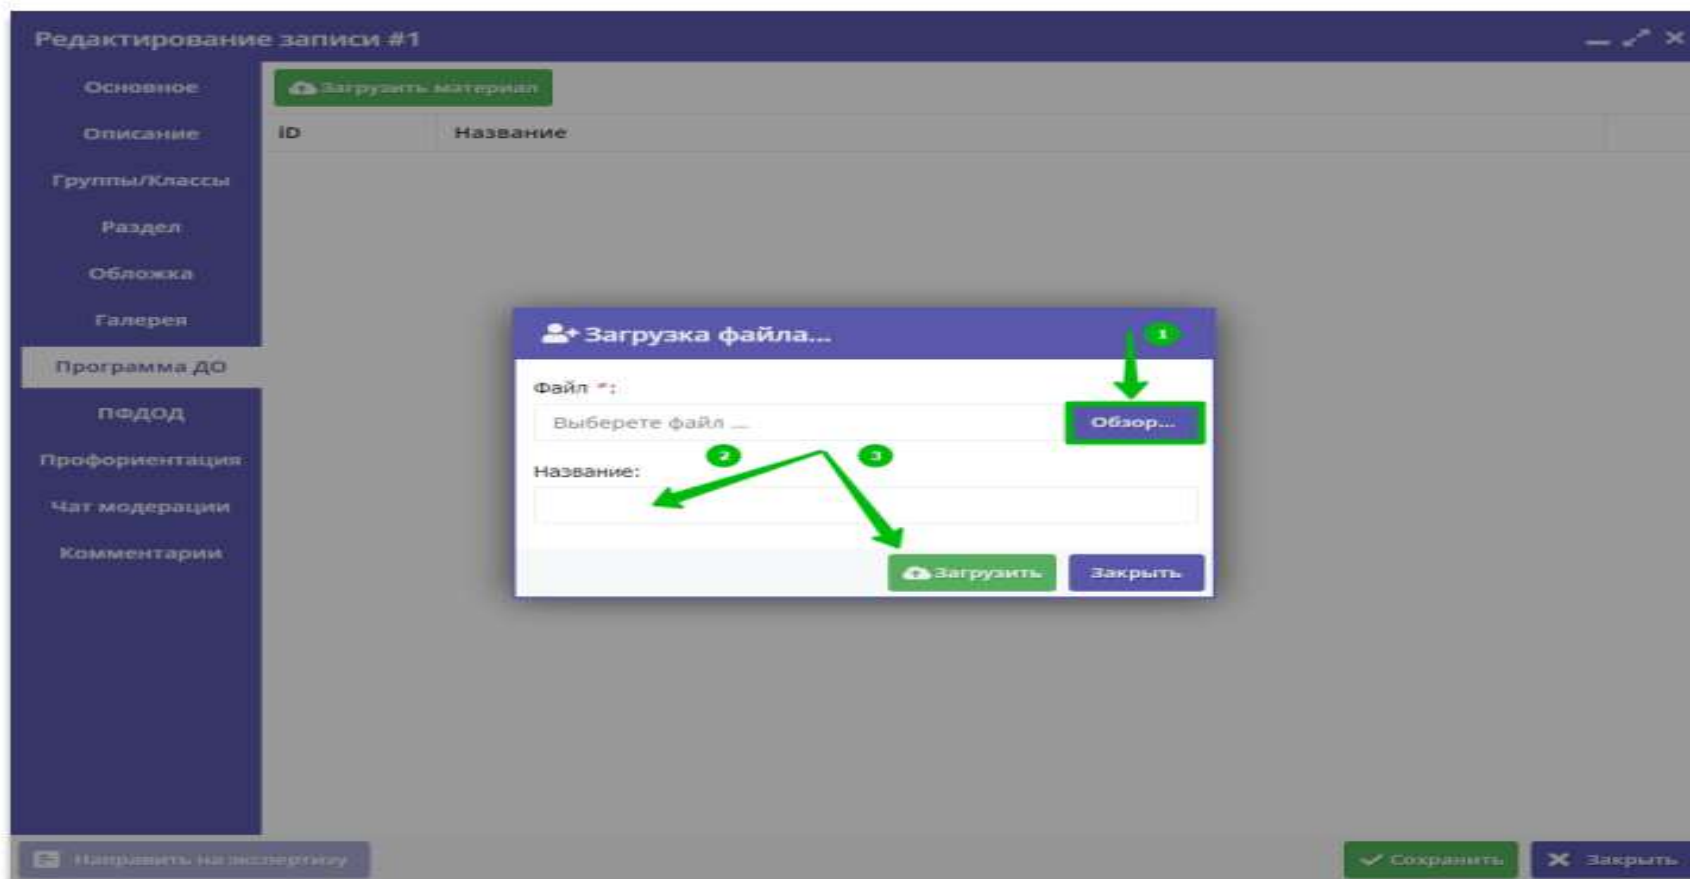 Редактирование записи #1
Основное
Загрузить материал
Описание
ID
Название
Группы/Классы
Раздел
Обложка
Галерея
Программа ДО
ПФДОД
Профориентация
Чат модерации
Комментарии
Загрузка файла...
1
Файл *:
Выберете файл ...
Обзор...
2
3
Название:
Загрузить
Закрыть
Направить на экспертизу
Сохранить
Закрыть